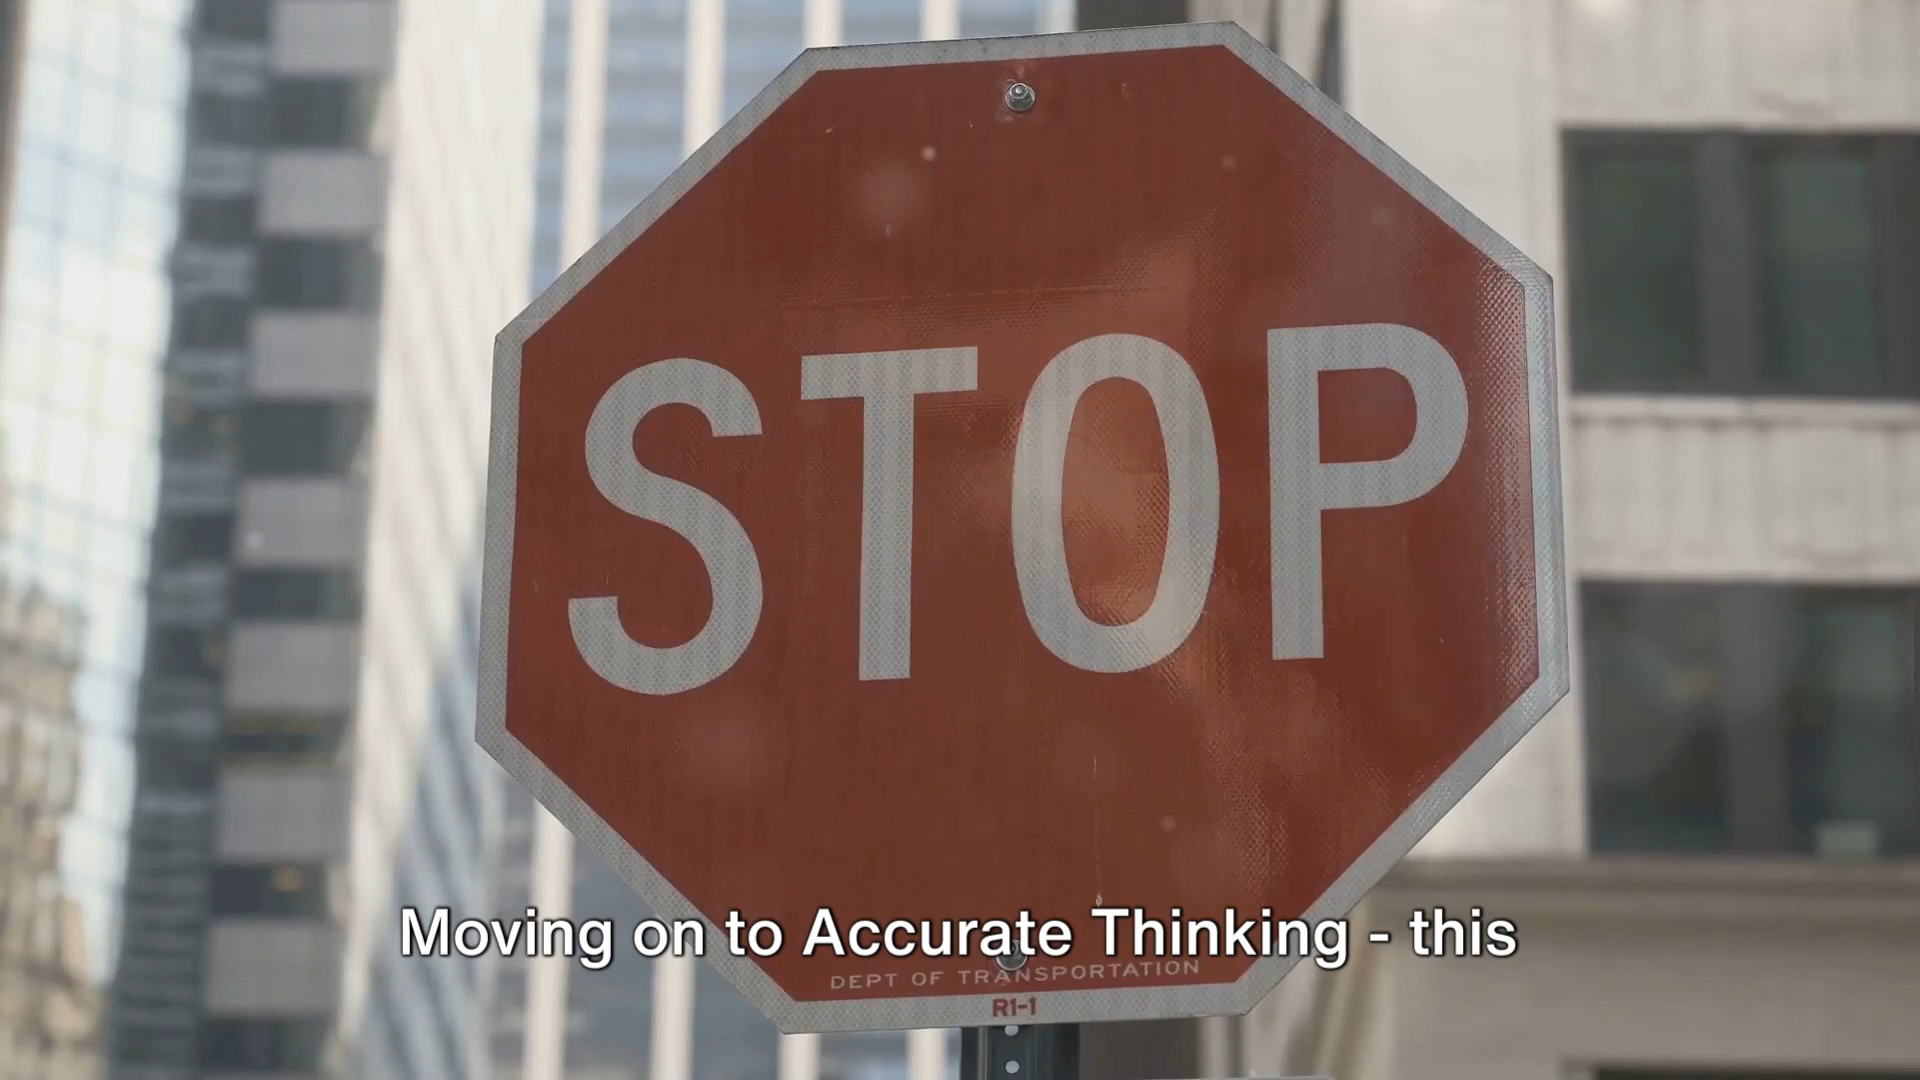 STOP
Moving on to Accurate Thinking - this
DEPT OF TRANSPORTATION
R1-1